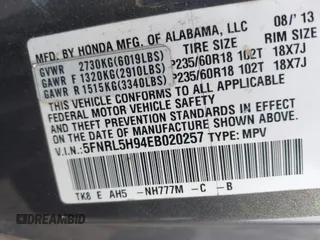 MFD. BY HONDA MFG. OF ALABAMA, LLC 08/'13
TIRE SIZE RIM SIZE
GVWR 2730KG(6019LBS)
GAWR F 1320KG(2910LBS) P235/60R18 102T 18X7J
GAWR R 1515KG(3340LBS) P235/60R18 102T 18X7J
THIS VEHICLE CONFORMS TO ALL APPLICABLE
FEDERAL MOTOR VEHICLE SAFETY AND THEFT
PREVENTION STANDARDS IN EFFECT ON THE
DATE OF MANUFACTURE SHOWN ABOVE.
V.I.N.: 5FNRL5H94EB020257 TYPE: MPV
TK8 E AH5 -NH777M -C -B
DREAMBID